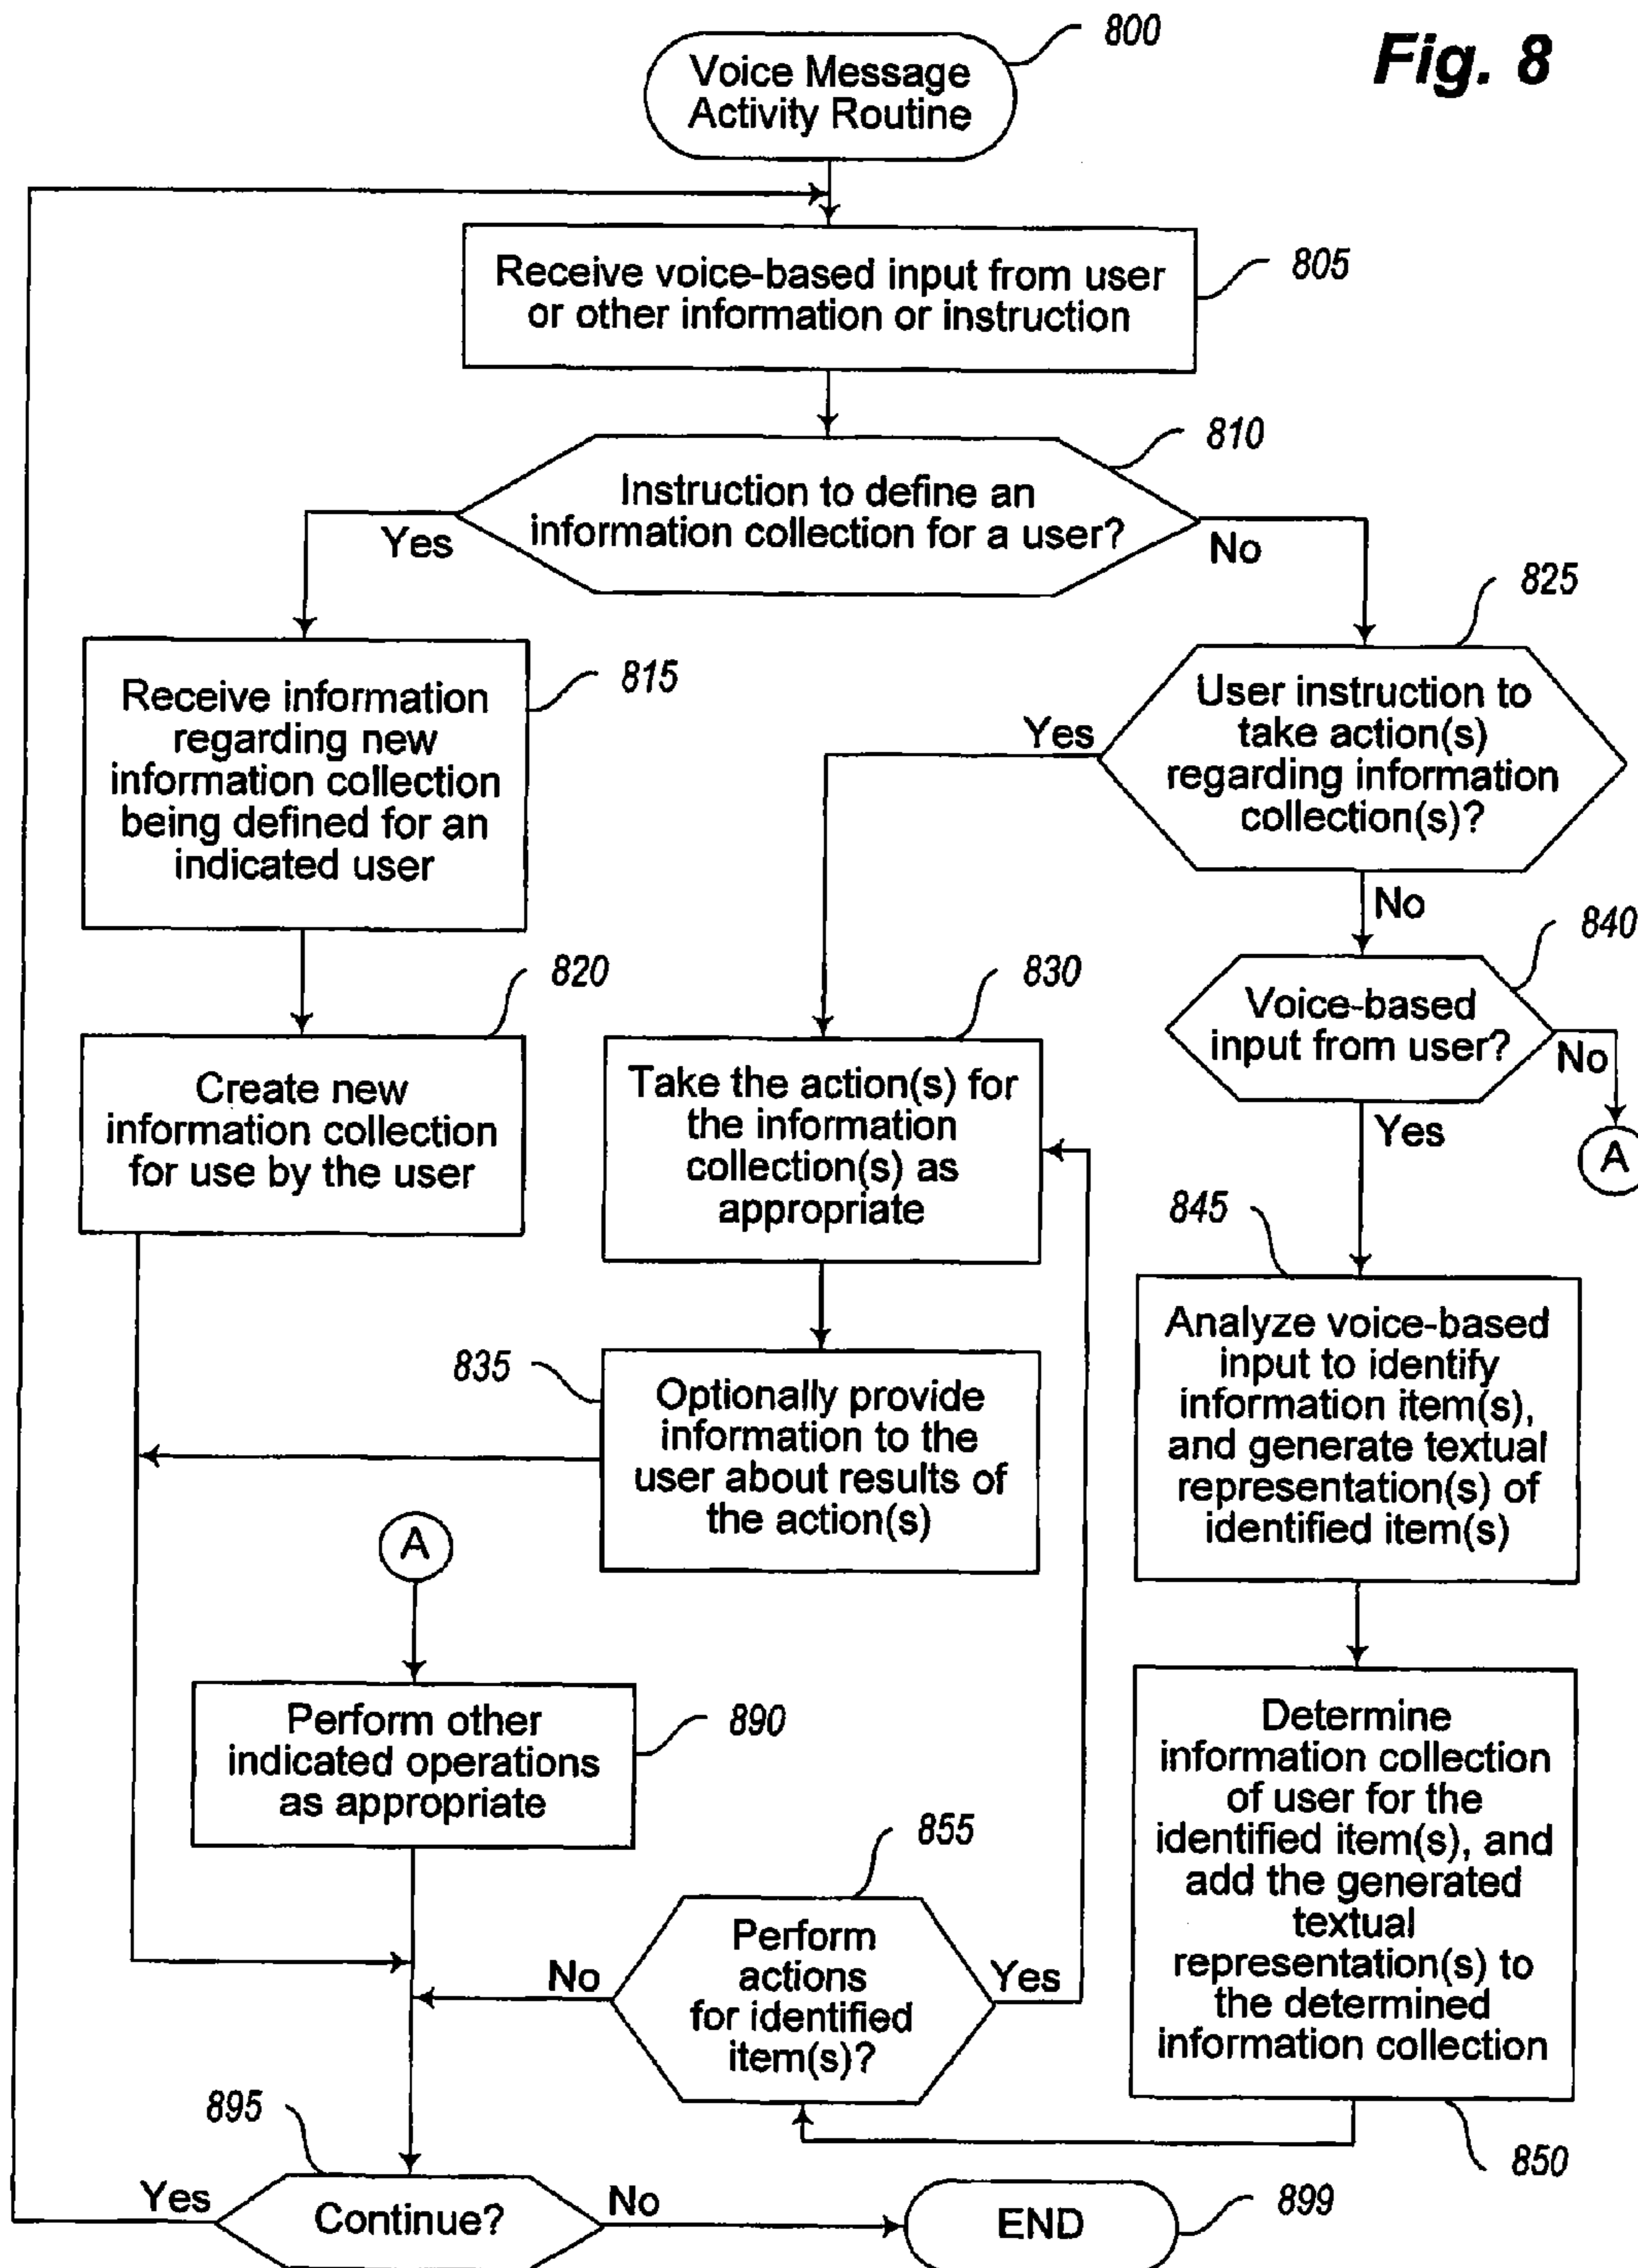 Fig. 8
800
Voice Message
Activity Routine
805
Receive voice-based input from user
or other information or instruction
810
Instruction to define an
information collection for a user?
Yes
No
815
Receive information
regarding new
information collection
being defined for an
indicated user
825
User instruction to
take action(s)
regarding information
collection(s)?
Yes
No
820
Create new
information collection
for use by the user
830
Take the action(s) for
the information
collection(s) as
appropriate
840
Voice-based
input from user?
No
A
Yes
835
Optionally provide
information to the
user about results of
the action(s)
845
Analyze voice-based
input to identify
information item(s),
and generate textual
representation(s) of
identified item(s)
A
890
Perform other
indicated operations
as appropriate
855
Perform
actions
for identified
item(s)?
No
Yes
Determine
information collection
of user for the
identified item(s), and
add the generated
textual
representation(s) to
the determined
information collection
850
895
Continue?
Yes
No
END
899